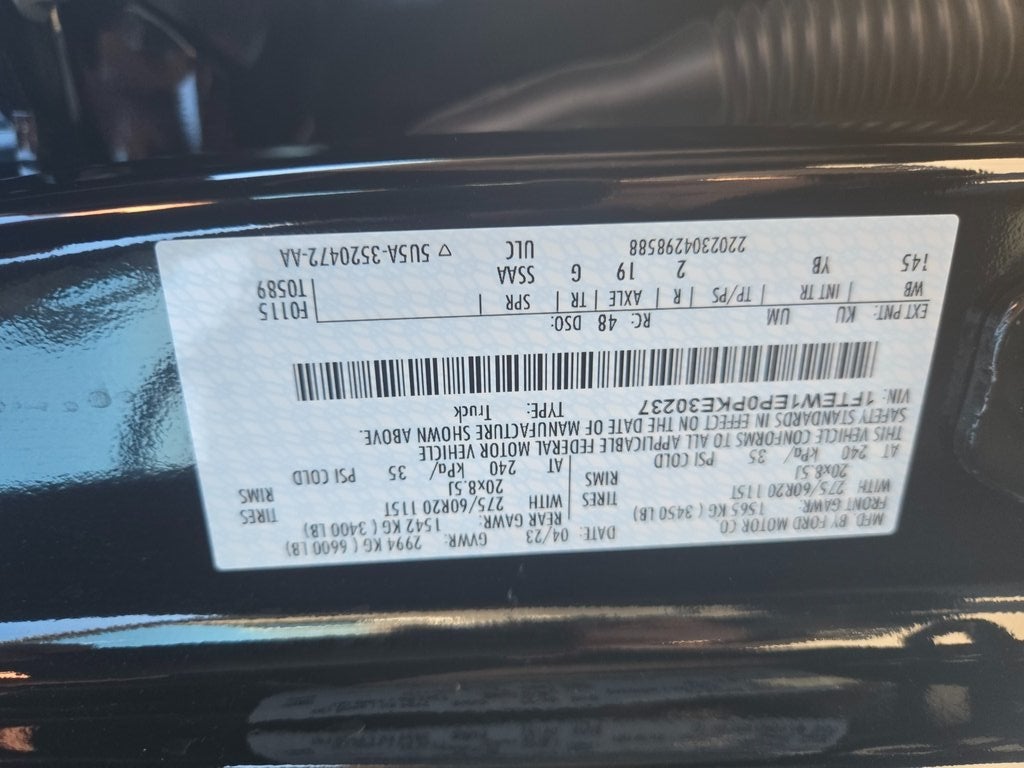 MFD. BY FORD MOTOR CO
DATE: 04/23 GVWR: 2994 KG ( 6600 LB)
FRONT GAWR: 1565 KG ( 3450 LB) REAR GAWR: 1542 KG ( 3400 LB)
WITH 275/60R20 115T TIRES WITH 275/60R20 115T TIRES
20x8.5J RIMS 20x8.5J RIMS
AT 240 kPa/ 35 PSI COLD AT 240 kPa/ 35 PSI COLD
THIS VEHICLE CONFORMS TO ALL APPLICABLE FEDERAL MOTOR VEHICLE
SAFETY STANDARDS IN EFFECT ON THE DATE OF MANUFACTURE SHOWN ABOVE.
VIN: 1FTEW1EP0PKE30237 TYPE: Truck
EXT PNT: KU UM RC: 48 DSO: F0115
WB INT TR TP/PS R AXLE TR SPR T0589
145 YB 2 19 G SSAA
2202304298588 ULC ▽ 5U5A-3520472-AA